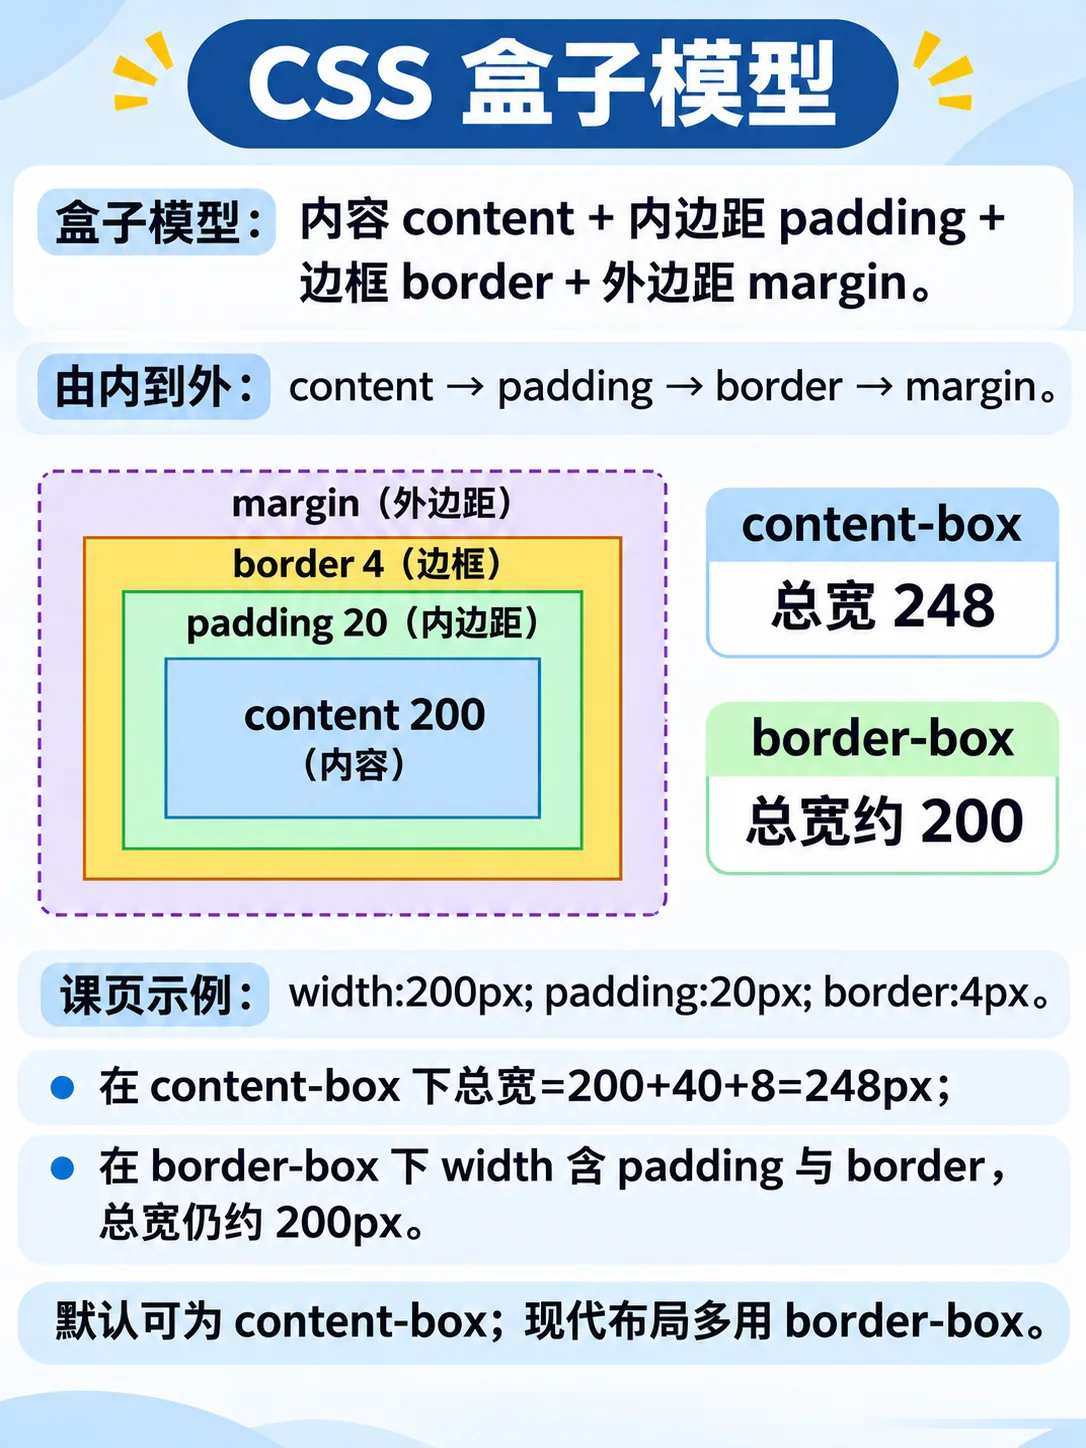 CSS 盒子模型
盒子模型：
内容 content + 内边距 padding +
边框 border + 外边距 margin。
由内到外：
content → padding → border → margin。
margin（外边距）
border 4（边框）
padding 20（内边距）
content 200
（内容）
content-box
总宽 248
border-box
总宽约 200
课页示例：
width:200px; padding:20px; border:4px。
在 content-box 下总宽=200+40+8=248px；
在 border-box 下 width 含 padding 与 border，
总宽仍约 200px。
默认可为 content-box；现代布局多用 border-box。